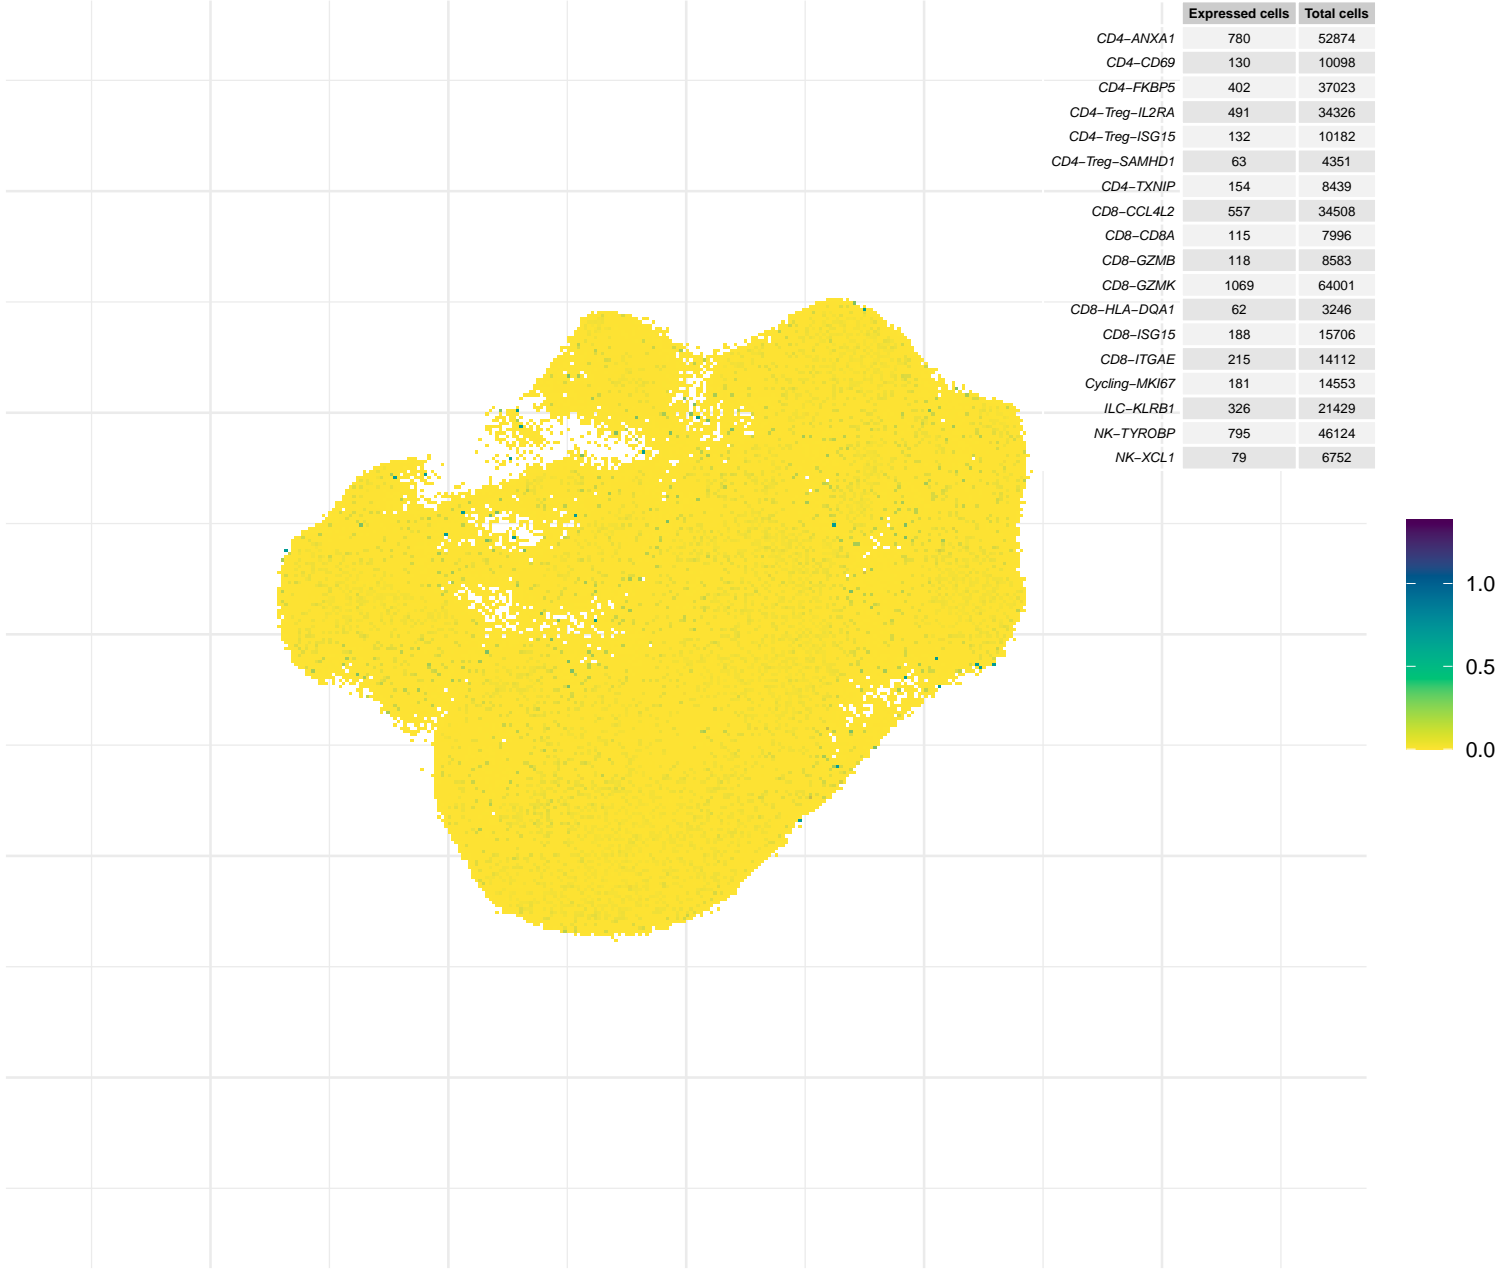 Expressed cells Total cells
CD4−ANXA1 780 52874
CD4−CD69 130 10098
CD4−FKBP5 402 37023
CD4−Treg−IL2RA 491 34326
CD4−Treg−ISG15 132 10182
CD4−Treg−SAMHD1 63 4351
CD4−TXNIP 154 8439
CD8−CCL4L2 557 34508
CD8−CD8A 115 7996
CD8−GZMB 118 8583
CD8−GZMK 1069 64001
CD8−HLA−DQA1 62 3246
CD8−ISG15 188 15706
CD8−ITGAE 215 14112
Cycling−MKI67 181 14553
ILC−KLRB1 326 21429
NK−TYROBP 795 46124
NK−XCL1 79 6752
1.0
0.5
0.0